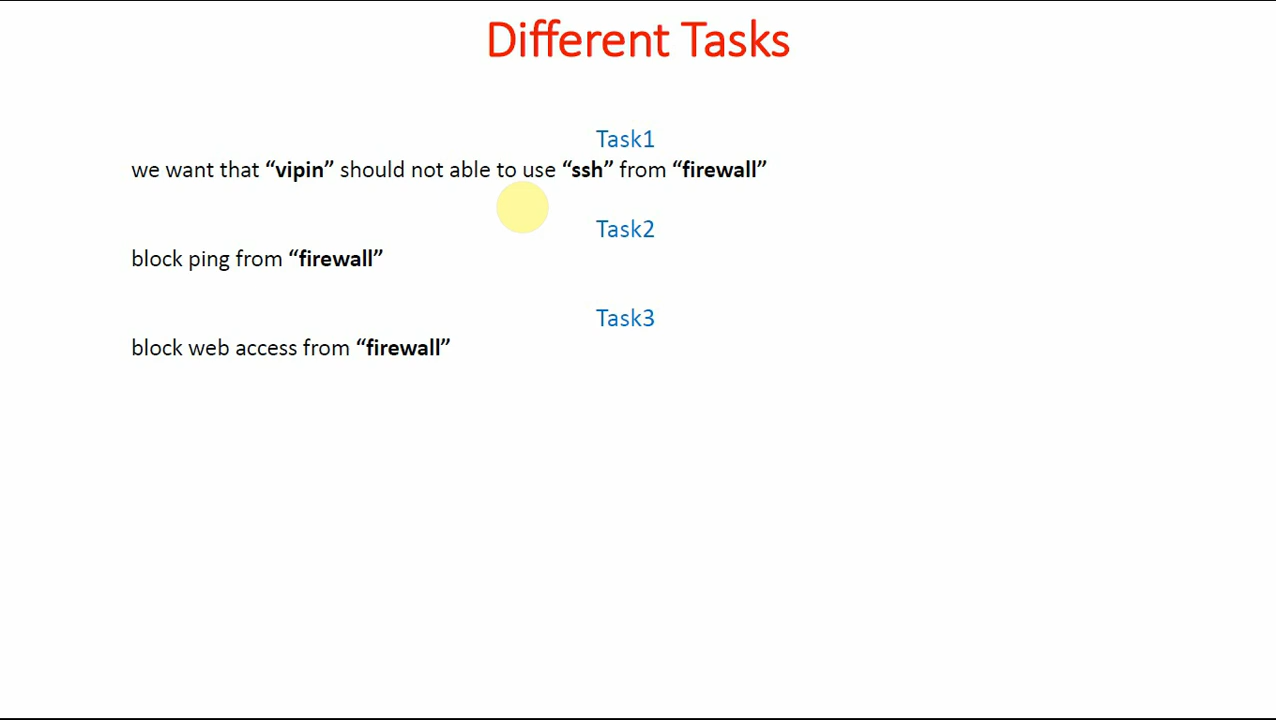 Different Tasks
Task1
we want that “vipin” should not able to use “ssh” from “firewall”
Task2
block ping from “firewall”
Task3
block web access from “firewall”